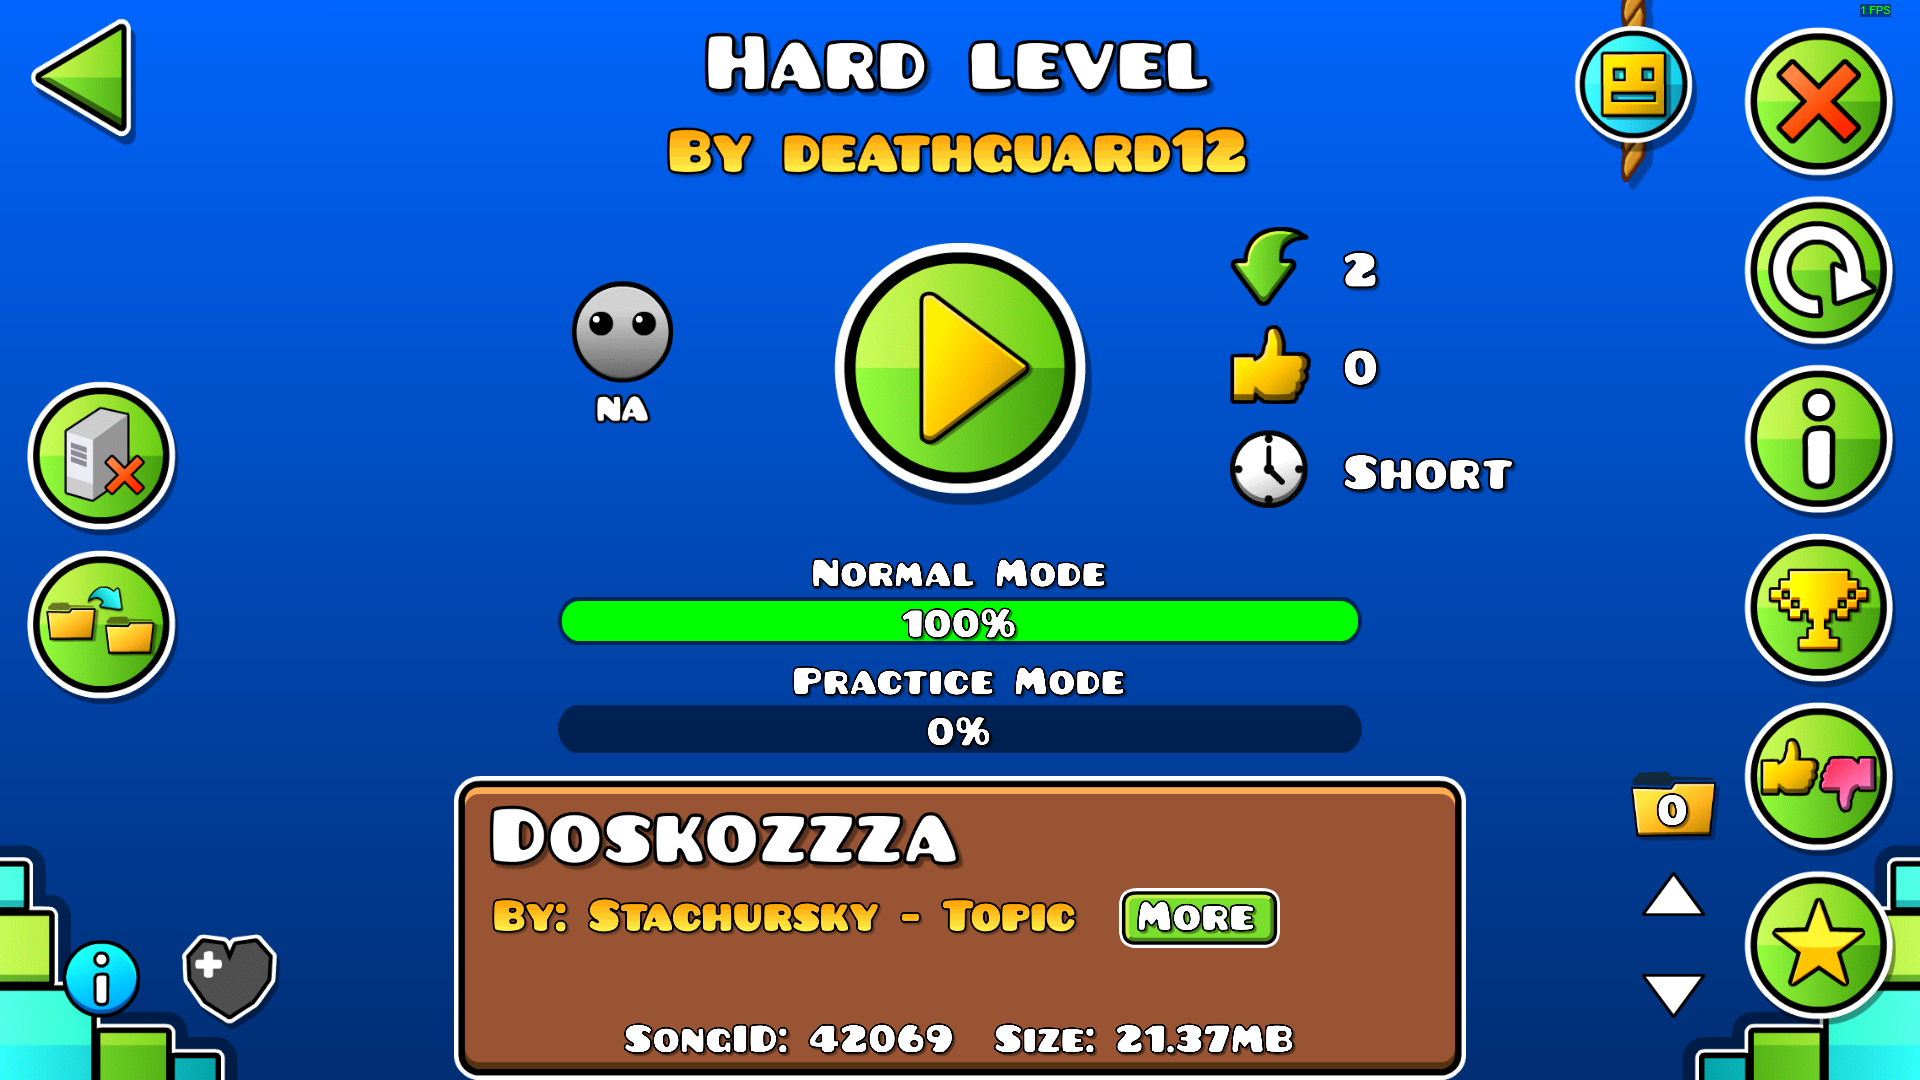 1 FPS
Hard level
By deathguard12
2
NA
0
Short
Normal Mode
100%
Practice Mode
0%
Doskozzza
0
By: Stachursky - Topic
More
SongID: 42069 Size: 21.37MB